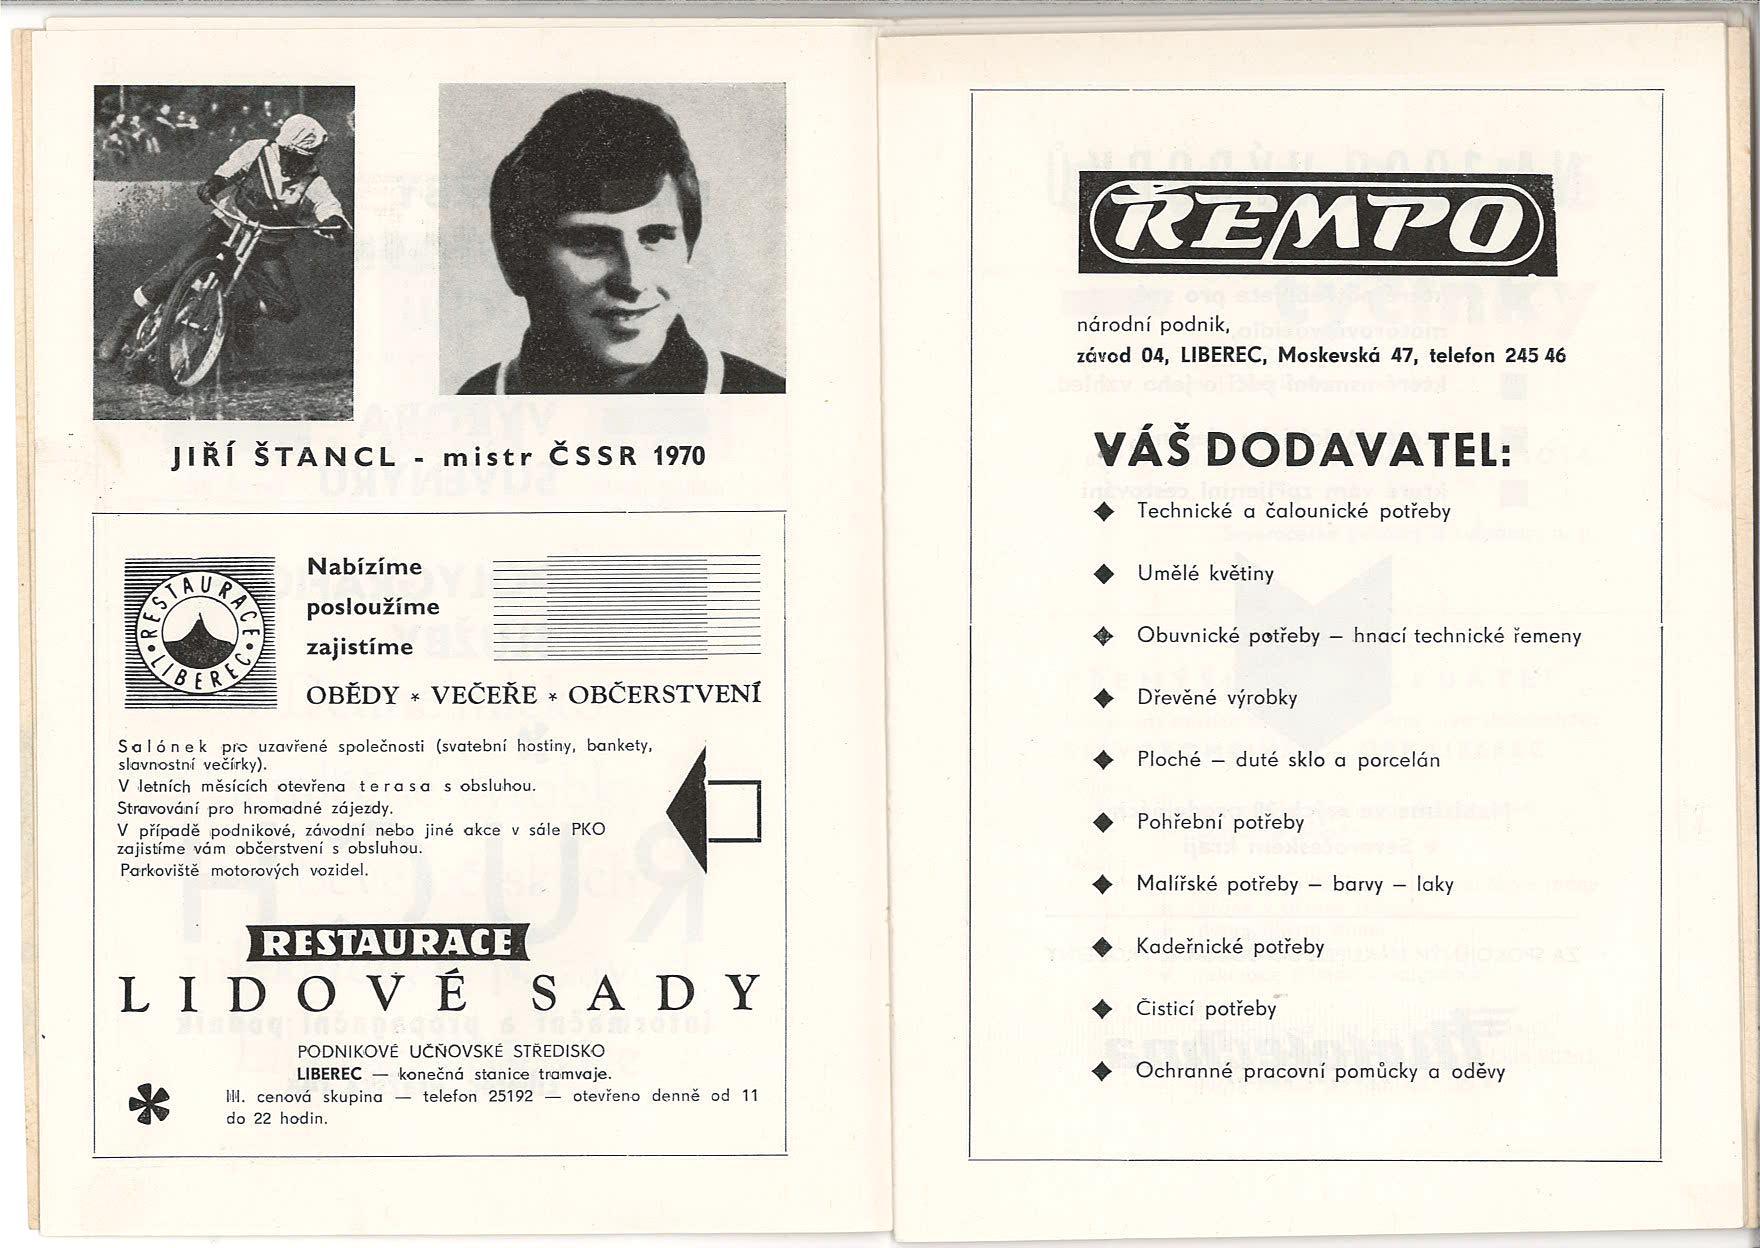 JIŘÍ ŠTANCL - mistr ČSSR 1970
RESTAURACE • LIBEREC •
Nabízíme
posloužíme
zajistíme
OBĚDY * VEČEŘE * OBČERSTVENÍ
Salónek pro uzavřené společnosti (svatební hostiny, bankety,
slavnostní večírky).
V letních měsících otevřena terasa s obsluhou.
Stravování pro hromadné zájezdy.
V případě podnikové, závodní nebo jiné akce v sále PKO
zajistíme vám občerstvení s obsluhou.
Parkoviště motorových vozidel.
RESTAURACE
LIDOVÉ SADY
PODNIKOVÉ UČŇOVSKÉ STŘEDISKO
LIBEREC — konečná stanice tramvaje.
III. cenová skupina — telefon 25192 — otevřeno denně od 11
do 22 hodin.
ŘEMPO
národní podnik,
závod 04, LIBEREC, Moskevská 47, telefon 245 46
VÁŠ DODAVATEL:
◆ Technické a čalounické potřeby
◆ Umělé květiny
◆ Obuvnické potřeby – hnací technické řemeny
◆ Dřevěné výrobky
◆ Ploché – duté sklo a porcelán
◆ Pohřební potřeby
◆ Malířské potřeby – barvy – laky
◆ Kadeřnické potřeby
◆ Čisticí potřeby
◆ Ochranné pracovní pomůcky a oděvy